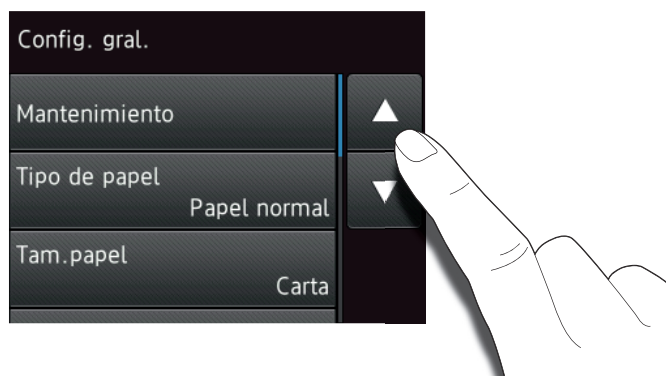 Config. gral.
Mantenimiento
Tipo de papel
Papel normal
Tam.papel
Carta